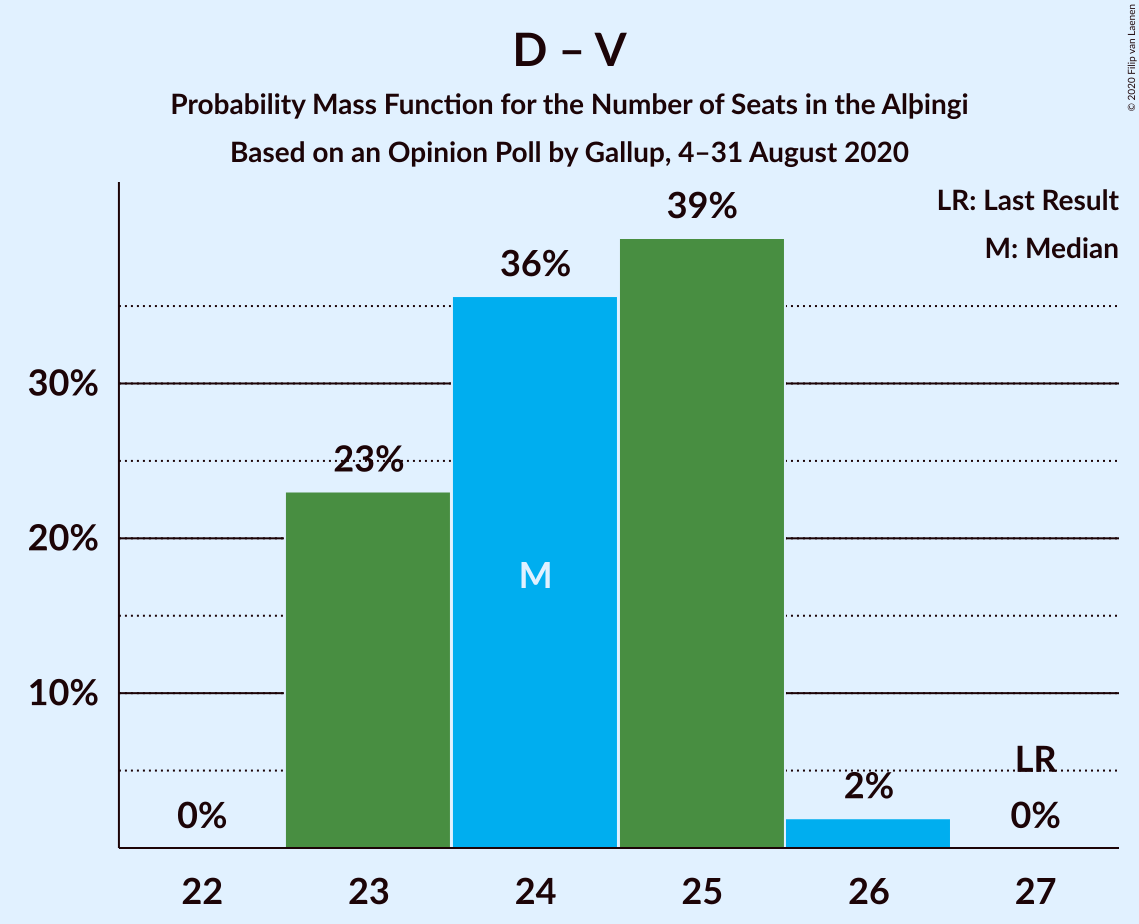 D – V
Probability Mass Function for the Number of Seats in the Alþingi
Based on an Opinion Poll by Gallup, 4–31 August 2020
© 2020 Filip van Laenen
LR: Last Result
M: Median
39%
36%
30%
23%
20%
M
10%
LR
2%
0%
0%
22 23 24 25 26 27